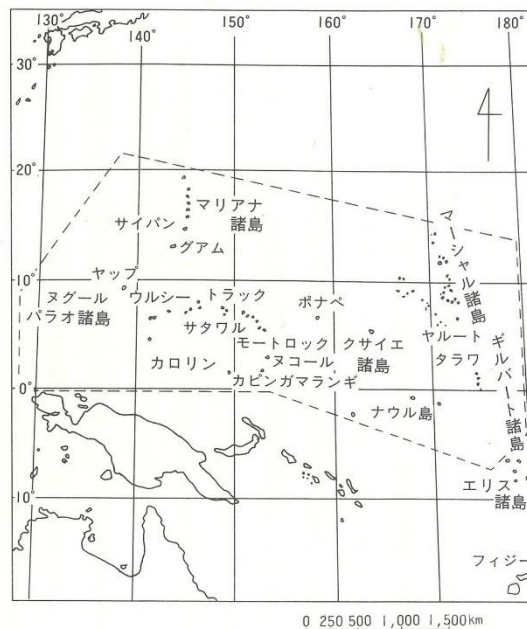 130° 140° 150° 160° 170° 180°
30°
20°
マリアナ
諸島
サイパン
グアム
マーシャル諸島
10°
ヤップ
ヌグール ウルシー トラック ポナペ
パラオ諸島
サタワル
ヤルート
モートロック クサイエ
諸島
タラワ
カロリン
ヌコール
カピンガマランギ
ギルバート諸島
0°
ナウル島
10°
エリス
諸島
フィジー
0 250 500 1,000 1,500km